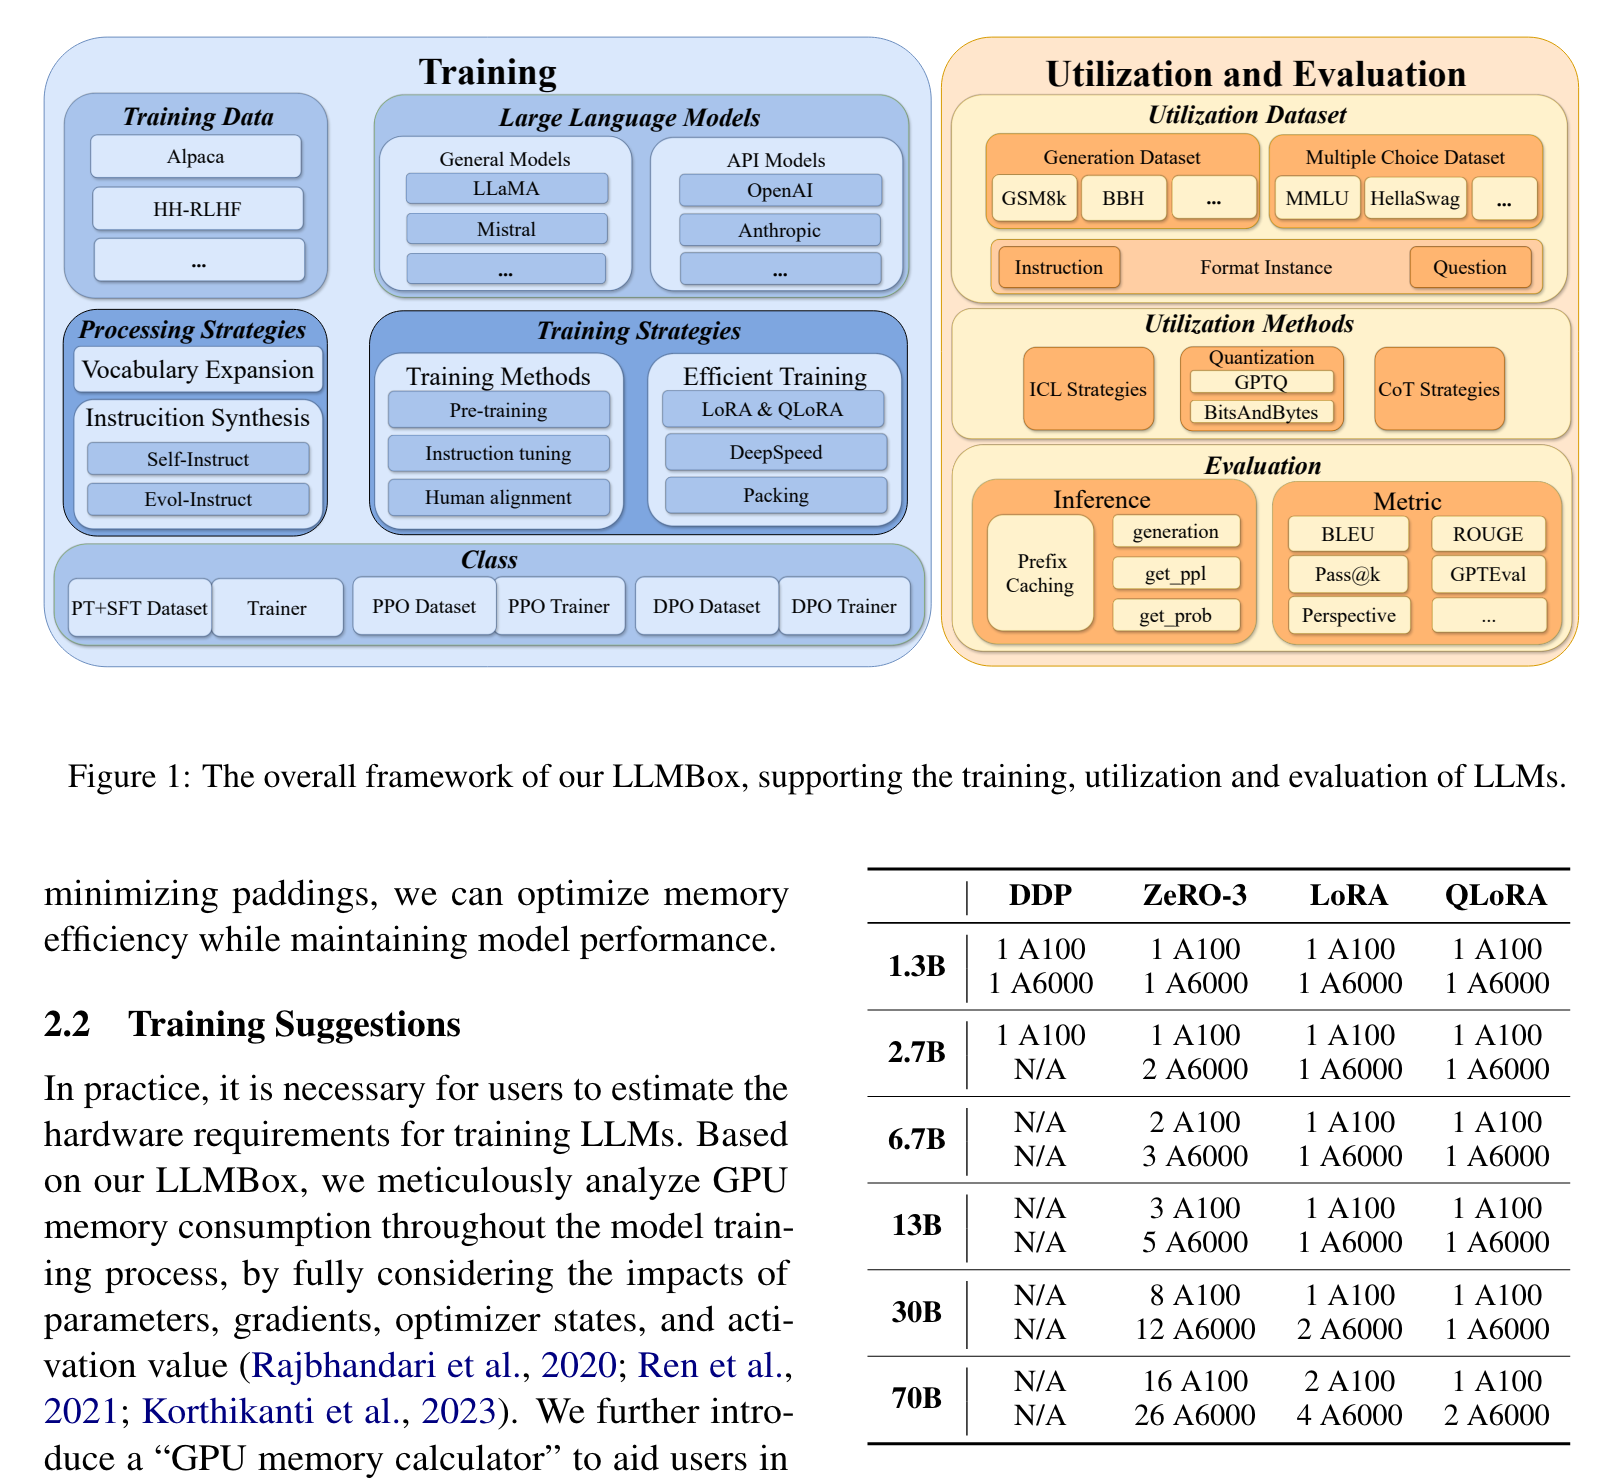 Training
Training Data
Alpaca
HH-RLHF
...
Large Language Models
General Models
LLaMA
Mistral
...
API Models
OpenAI
Anthropic
...
Processing Strategies
Vocabulary Expansion
Instrucition Synthesis
Self-Instruct
Evol-Instruct
Training Strategies
Training Methods
Pre-training
Instruction tuning
Human alignment
Efficient Training
LoRA & QLoRA
DeepSpeed
Packing
Class
PT+SFT Dataset Trainer PPO Dataset PPO Trainer DPO Dataset DPO Trainer
Utilization and Evaluation
Utilization Dataset
Generation Dataset
GSM8k BBH ...
Multiple Choice Dataset
MMLU HellaSwag ...
Instruction Format Instance Question
Utilization Methods
ICL Strategies
Quantization
GPTQ
BitsAndBytes
CoT Strategies
Evaluation
Inference
Prefix
Caching
generation
get_ppl
get_prob
Metric
BLEU ROUGE
Pass@k GPTEval
Perspective ...
Figure 1: The overall framework of our LLMBox, supporting the training, utilization and evaluation of LLMs.
minimizing paddings, we can optimize memory
efficiency while maintaining model performance.
2.2 Training Suggestions
In practice, it is necessary for users to estimate the
hardware requirements for training LLMs. Based
on our LLMBox, we meticulously analyze GPU
memory consumption throughout the model train-
ing process, by fully considering the impacts of
parameters, gradients, optimizer states, and acti-
vation value (Rajbhandari et al., 2020; Ren et al.,
2021; Korthikanti et al., 2023). We further intro-
duce a “GPU memory calculator” to aid users in
DDP ZeRO-3 LoRA QLoRA
1.3B
1 A100 1 A100 1 A100 1 A100
1 A6000 1 A6000 1 A6000 1 A6000
2.7B
1 A100 1 A100 1 A100 1 A100
N/A 2 A6000 1 A6000 1 A6000
6.7B
N/A 2 A100 1 A100 1 A100
N/A 3 A6000 1 A6000 1 A6000
13B
N/A 3 A100 1 A100 1 A100
N/A 5 A6000 1 A6000 1 A6000
30B
N/A 8 A100 1 A100 1 A100
N/A 12 A6000 2 A6000 1 A6000
70B
N/A 16 A100 2 A100 1 A100
N/A 26 A6000 4 A6000 2 A6000